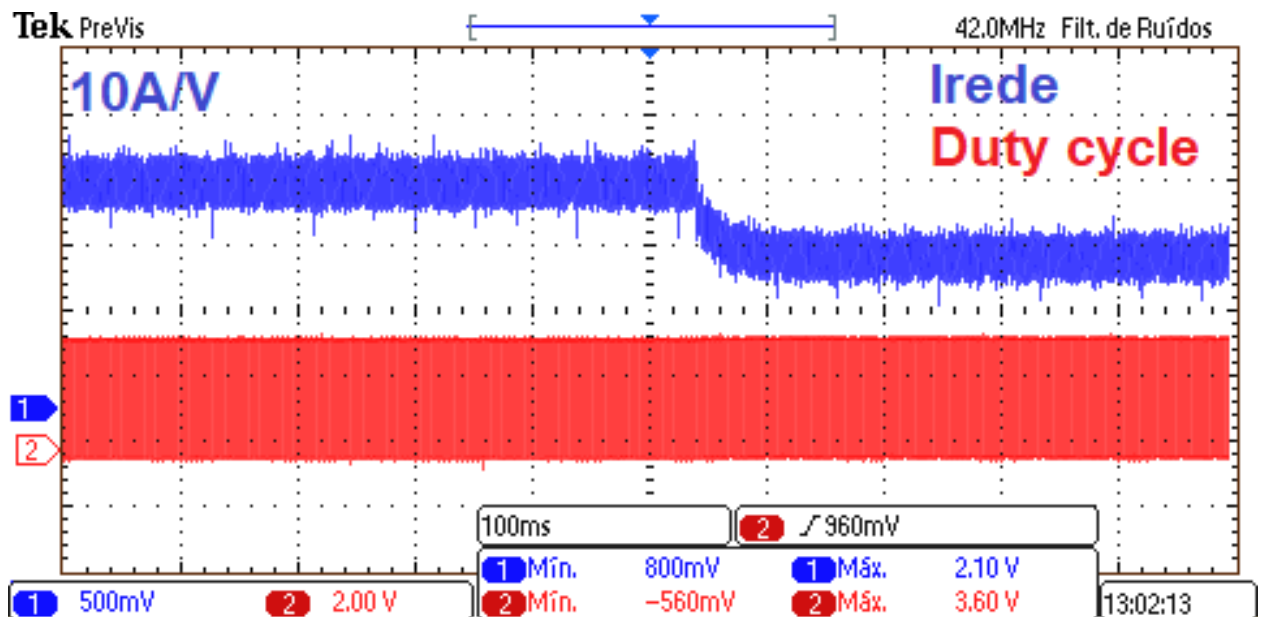 Tek PreVis 42.0MHz Filt. de Ruídos
10A/V Irede
Duty cycle
1
2
100ms 2 960mV
1 Mín. 800mV 1 Máx. 2.10 V
1 500mV 2 2.00 V 2 Mín. −560mV 2 Máx. 3.60 V 13:02:13